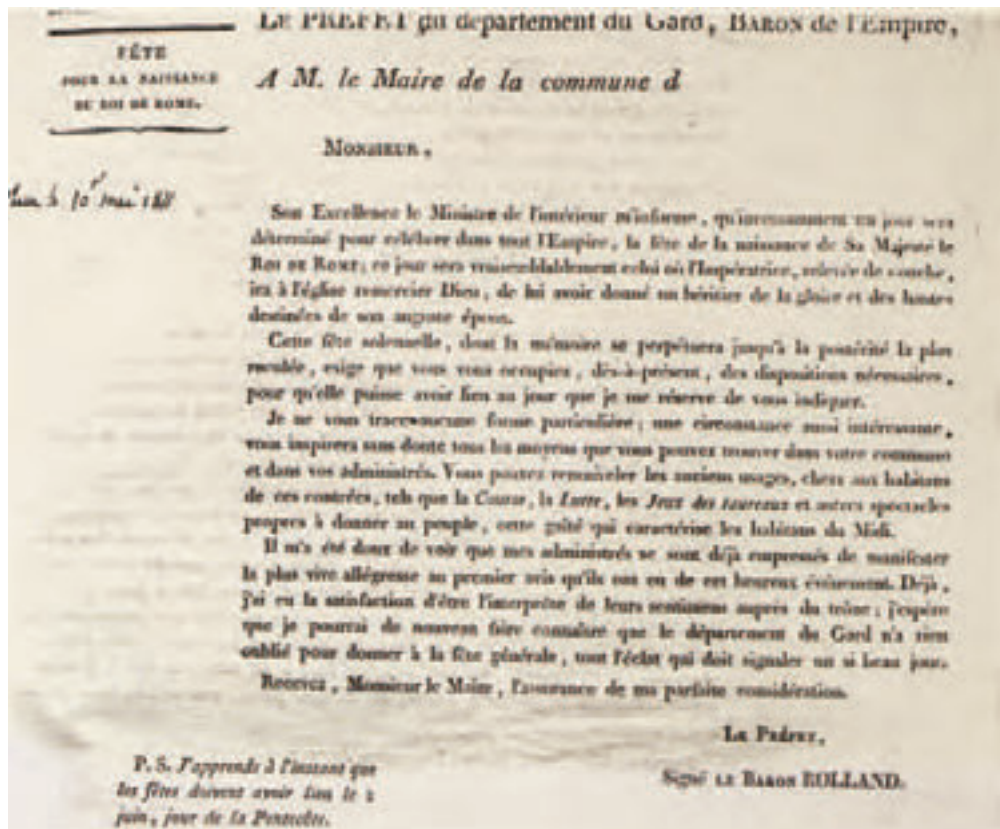 LE PRÉFET du département du Gard, BARON de l'Empire,
FÊTE
POUR LA NAISSANCE
DU ROI DE ROME.
A M. le Maire de la commune d
MONSIEUR,
10 mai
Son Excellence le Ministre de l'intérieur m'informe, qu'incessamment un jour sera
déterminé pour célébrer dans tout l'Empire, la fête de la naissance de Sa Majesté le
ROI DE ROME; ce jour sera vraisemblablement celui où l'Impératrice, relevée de couche,
ira à l'église remercier Dieu, de lui avoir donné un héritier de la gloire et des hautes
destinées de son auguste époux.
Cette fête solennelle, dont la mémoire se perpétuera jusqu'à la postérité la plus
reculée, exige que vous vous occupiez, dès-à-présent, des dispositions nécessaires,
pour qu'elle puisse avoir lieu au jour que je me réserve de vous indiquer.
Je ne vous trace aucune forme particulière; une circonstance aussi intéressante,
vous inspirera sans doute tous les moyens que vous pouvez trouver dans votre commune
et dans vos administrés. Vous pouvez renouveler les anciens usages, chers aux habitans
de ces contrées, tels que la Course, la Lutte, les Jeux des taureaux et autres spectacles
propres à donner au peuple, cette gaîté qui caractérise les habitans du Midi.
Il m'a été doux de voir que mes administrés se sont déjà empressés de manifester
la plus vive allégresse au premier avis qu'ils ont eu de cet heureux événement. Déjà,
j'ai eu la satisfaction d'être l'interprète de leurs sentimens auprès du trône; j'espère
que je pourrai de nouveau faire connaître que le département du Gard n'a rien
oublié pour donner à la fête générale, tout l'éclat qui doit signaler un si beau jour.
Recevez, Monsieur le Maire, l'assurance de ma parfaite considération.
LE PRÉFET,
Signé LE BARON ROLLAND.
P. S. J'apprends à l'instant que
les fêtes doivent avoir lieu le 2
juin, jour de la Pentecôte.